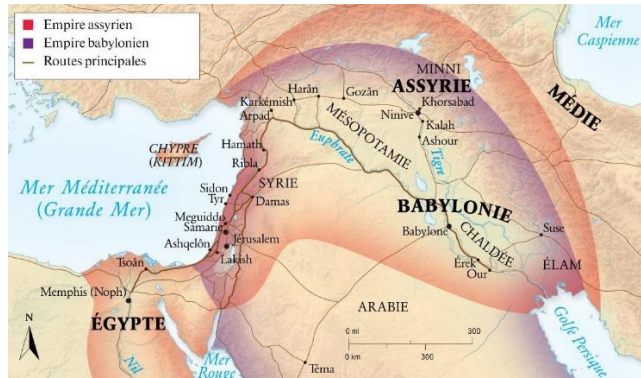 Empire assyrien
Empire babylonien
Routes principales
Mer
Caspienne
MINNI
ASSYRIE
MÉDIE
Harân
Gozân
Khorsabad
Karkémish
Arpad
Ninive
Kalah
Ashour
MÉSOPOTAMIE
Euphrate
Tigre
CHYPRE
(KITTIM)
Hamath
Ribla
Mer Méditerranée
(Grande Mer)
Sidon
Tyr
SYRIE
Damas
BABYLONIE
Meguiddo
Samarie
Babylone
CHALDÉE
Suse
Ashqelôn
Jérusalem
Lakish
Érek
Our
ÉLAM
Tsoân
Memphis (Noph)
ÉGYPTE
ARABIE
Golfe Persique
N
0 mi
300
0 km
300
Nil
Mer
Rouge
Téma